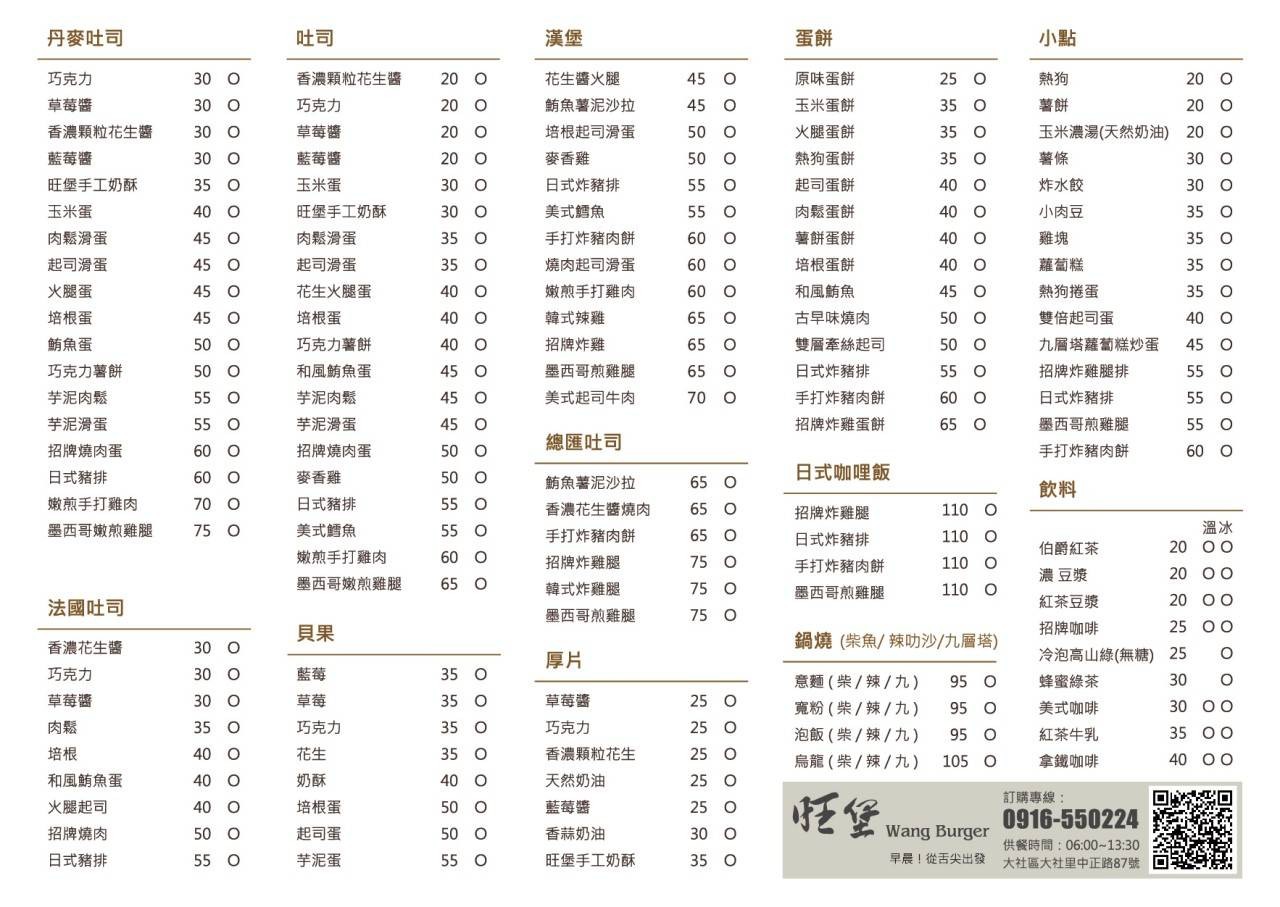 丹麥吐司
巧克力 30 O
草莓醬 30 O
香濃顆粒花生醬 30 O
藍莓醬 30 O
旺堡手工奶酥 35 O
玉米蛋 40 O
肉鬆滑蛋 45 O
起司滑蛋 45 O
火腿蛋 45 O
培根蛋 45 O
鮪魚蛋 50 O
巧克力薯餅 50 O
芋泥肉鬆 55 O
芋泥滑蛋 55 O
招牌燒肉蛋 60 O
日式豬排 60 O
嫩煎手打雞肉 70 O
墨西哥嫩煎雞腿 75 O
法國吐司
香濃花生醬 30 O
巧克力 30 O
草莓醬 30 O
肉鬆 35 O
培根 40 O
和風鮪魚蛋 40 O
火腿起司 40 O
招牌燒肉 50 O
日式豬排 55 O
吐司
香濃顆粒花生醬 20 O
巧克力 20 O
草莓醬 20 O
藍莓醬 20 O
玉米蛋 30 O
旺堡手工奶酥 30 O
肉鬆滑蛋 35 O
起司滑蛋 35 O
花生火腿蛋 40 O
培根蛋 40 O
巧克力薯餅 40 O
和風鮪魚蛋 45 O
芋泥肉鬆 45 O
芋泥滑蛋 45 O
招牌燒肉蛋 50 O
麥香雞 50 O
日式豬排 55 O
美式鱈魚 55 O
嫩煎手打雞肉 60 O
墨西哥嫩煎雞腿 65 O
貝果
藍莓 35 O
草莓 35 O
巧克力 35 O
花生 35 O
奶酥 40 O
培根蛋 50 O
起司蛋 50 O
芋泥蛋 55 O
漢堡
花生醬火腿 45 O
鮪魚薯泥沙拉 45 O
培根起司滑蛋 50 O
麥香雞 50 O
日式炸豬排 55 O
美式鱈魚 55 O
手打炸豬肉餅 60 O
燒肉起司滑蛋 60 O
嫩煎手打雞肉 60 O
韓式辣雞 65 O
招牌炸雞 65 O
墨西哥煎雞腿 65 O
美式起司牛肉 70 O
總匯吐司
鮪魚薯泥沙拉 65 O
香濃花生醬燒肉 65 O
手打炸豬肉餅 65 O
招牌炸雞腿 75 O
韓式炸雞腿 75 O
墨西哥煎雞腿 75 O
厚片
草莓醬 25 O
巧克力 25 O
香濃顆粒花生 25 O
天然奶油 25 O
藍莓醬 25 O
香蒜奶油 30 O
旺堡手工奶酥 35 O
蛋餅
原味蛋餅 25 O
玉米蛋餅 35 O
火腿蛋餅 35 O
熱狗蛋餅 35 O
起司蛋餅 40 O
肉鬆蛋餅 40 O
薯餅蛋餅 40 O
培根蛋餅 40 O
和風鮪魚 45 O
古早味燒肉 50 O
雙層牽絲起司 50 O
日式炸豬排 55 O
手打炸豬肉餅 60 O
招牌炸雞蛋餅 65 O
日式咖哩飯
招牌炸雞腿 110 O
日式炸豬排 110 O
手打炸豬肉餅 110 O
墨西哥煎雞腿 110 O
鍋燒 (柴魚/ 辣叻沙/九層塔)
意麵 ( 柴 / 辣 / 九 ) 95 O
寬粉 ( 柴 / 辣 / 九 ) 95 O
泡飯 ( 柴 / 辣 / 九 ) 95 O
烏龍 ( 柴 / 辣 / 九 ) 105 O
小點
熱狗 20 O
薯餅 20 O
玉米濃湯(天然奶油) 20 O
薯條 30 O
炸水餃 30 O
小肉豆 35 O
雞塊 35 O
蘿蔔糕 35 O
熱狗捲蛋 35 O
雙倍起司蛋 40 O
九層塔蘿蔔糕炒蛋 45 O
招牌炸雞腿排 55 O
日式炸豬排 55 O
墨西哥煎雞腿 55 O
手打炸豬肉餅 60 O
飲料
溫 冰
伯爵紅茶 20 O O
濃 豆漿 20 O O
紅茶豆漿 20 O O
招牌咖啡 25 O O
冷泡高山綠(無糖) 25 O
蜂蜜綠茶 30 O
美式咖啡 30 O O
紅茶牛乳 35 O O
拿鐵咖啡 40 O O
旺堡 Wang Burger
早晨！從舌尖出發
訂購專線：
0916-550224
供餐時間：06:00~13:30
大社區大社里中正路87號